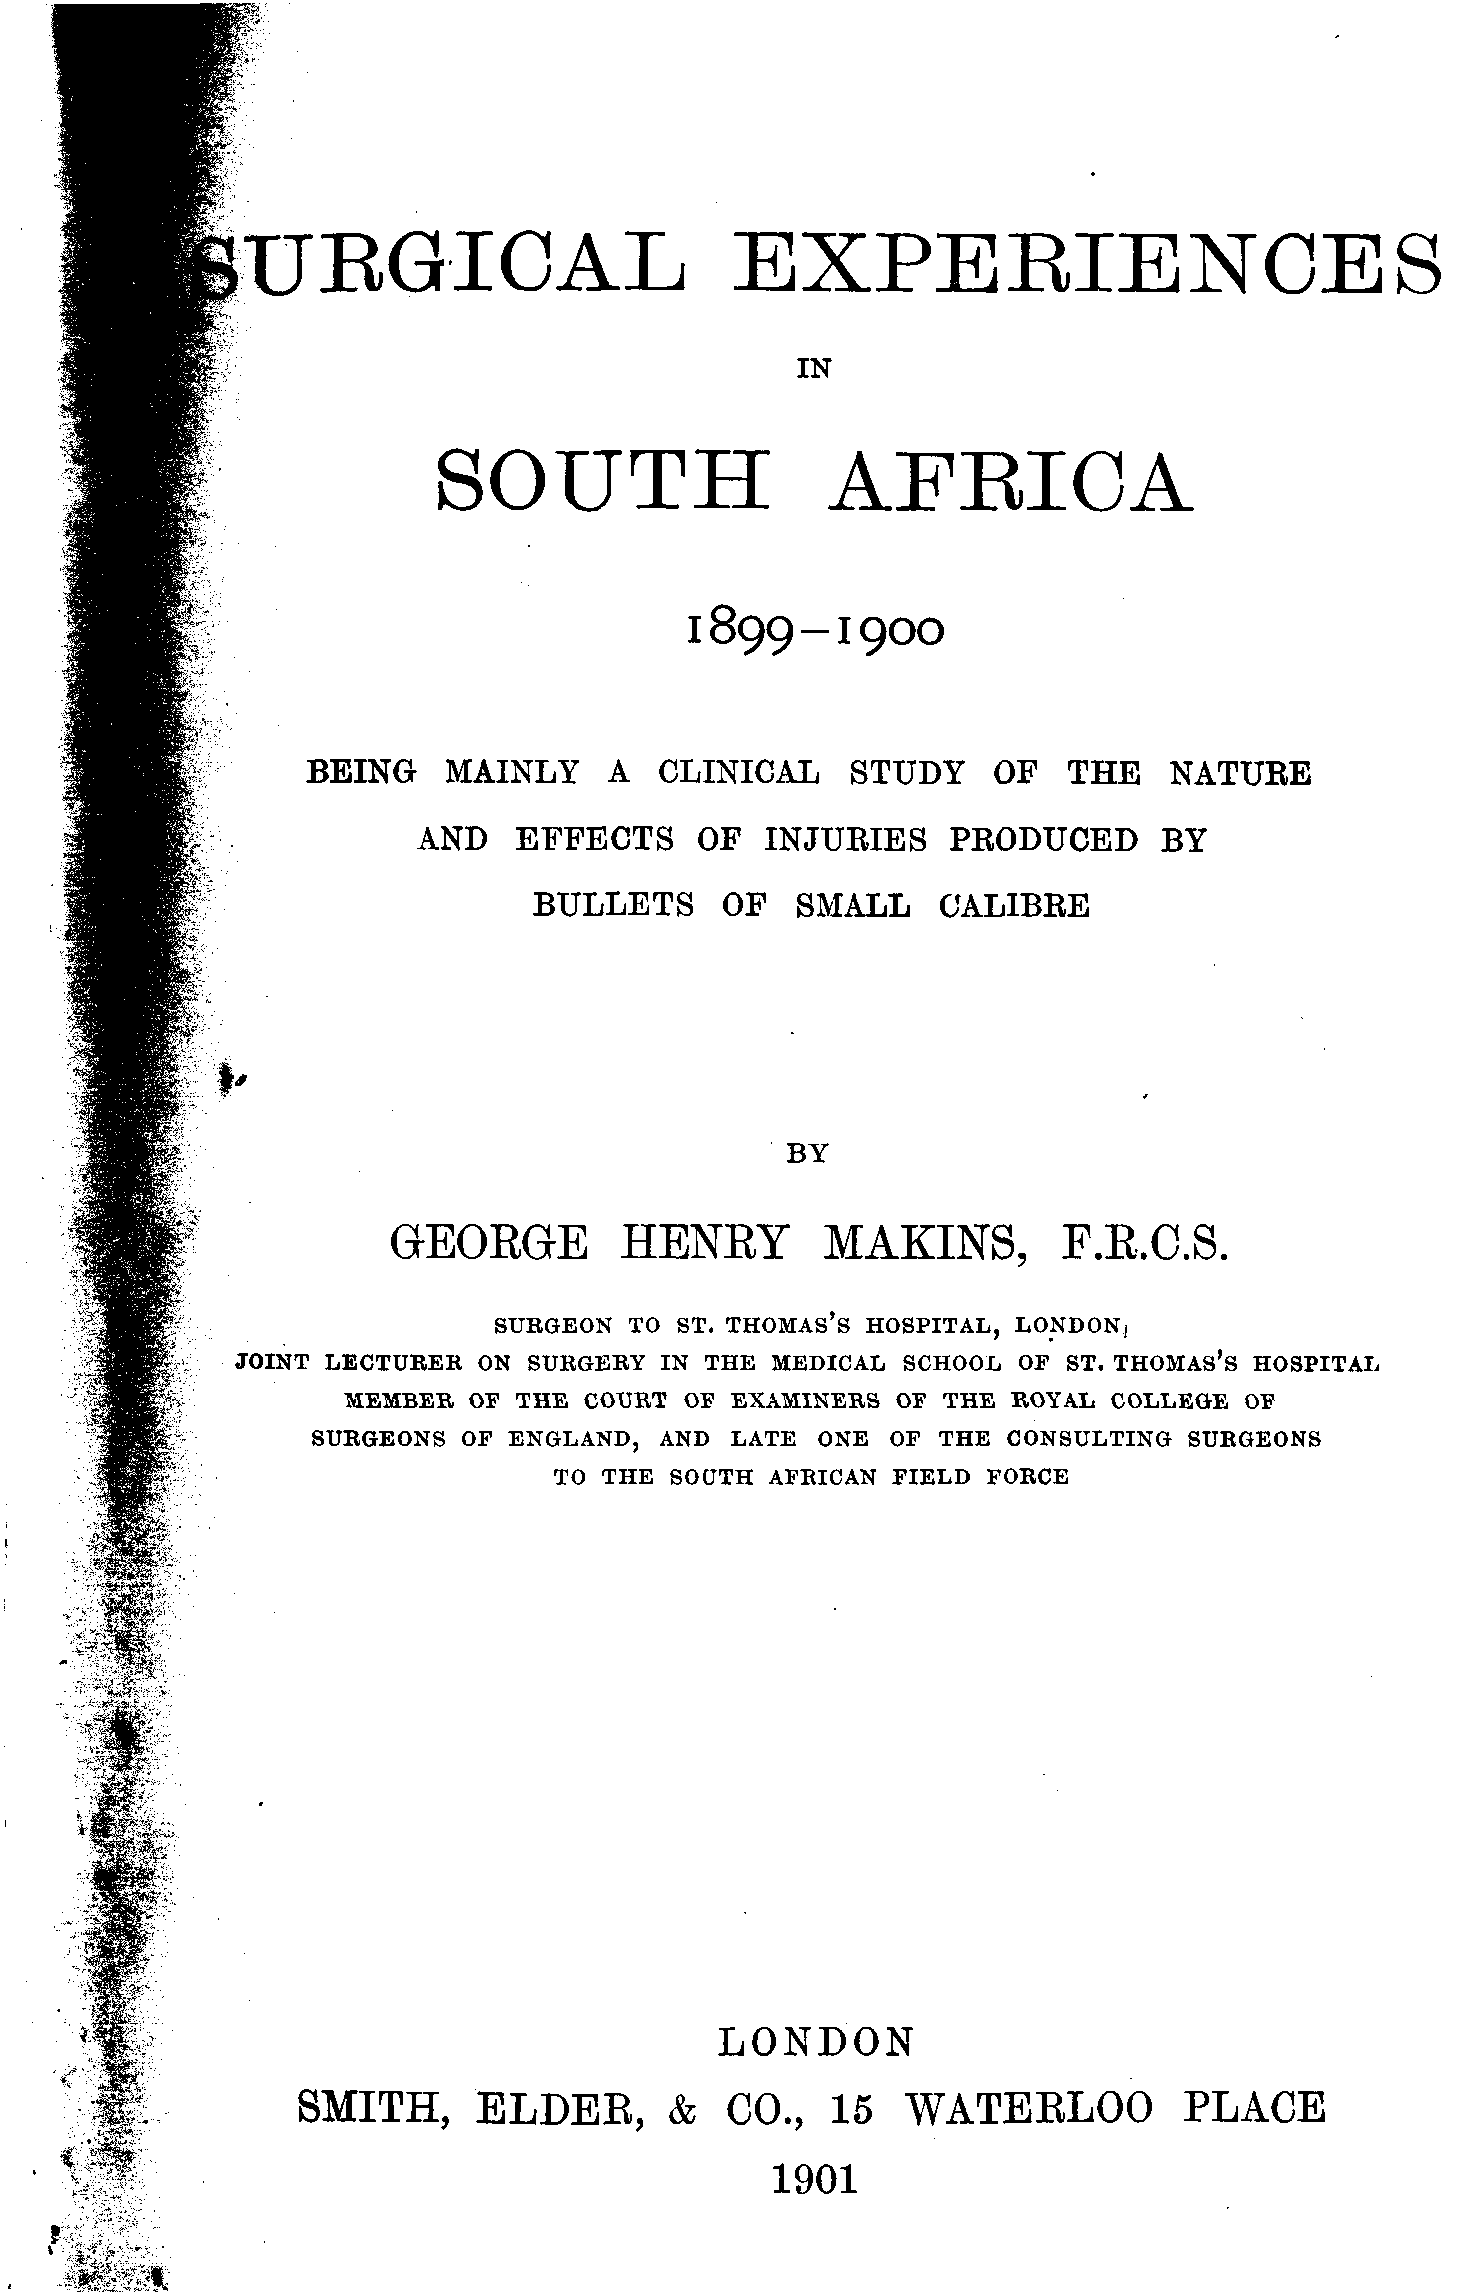 SURGICAL EXPERIENCES
IN
SOUTH AFRICA
1899–1900
BEING MAINLY A CLINICAL STUDY OF THE NATURE
AND EFFECTS OF INJURIES PRODUCED BY
BULLETS OF SMALL CALIBRE
BY
GEORGE HENRY MAKINS, F.R.C.S.
SURGEON TO ST. THOMAS'S HOSPITAL, LONDON;
JOINT LECTURER ON SURGERY IN THE MEDICAL SCHOOL OF ST. THOMAS'S HOSPITAL
MEMBER OF THE COURT OF EXAMINERS OF THE ROYAL COLLEGE OF
SURGEONS OF ENGLAND, AND LATE ONE OF THE CONSULTING SURGEONS
TO THE SOUTH AFRICAN FIELD FORCE
LONDON
SMITH, ELDER, & CO., 15 WATERLOO PLACE
1901